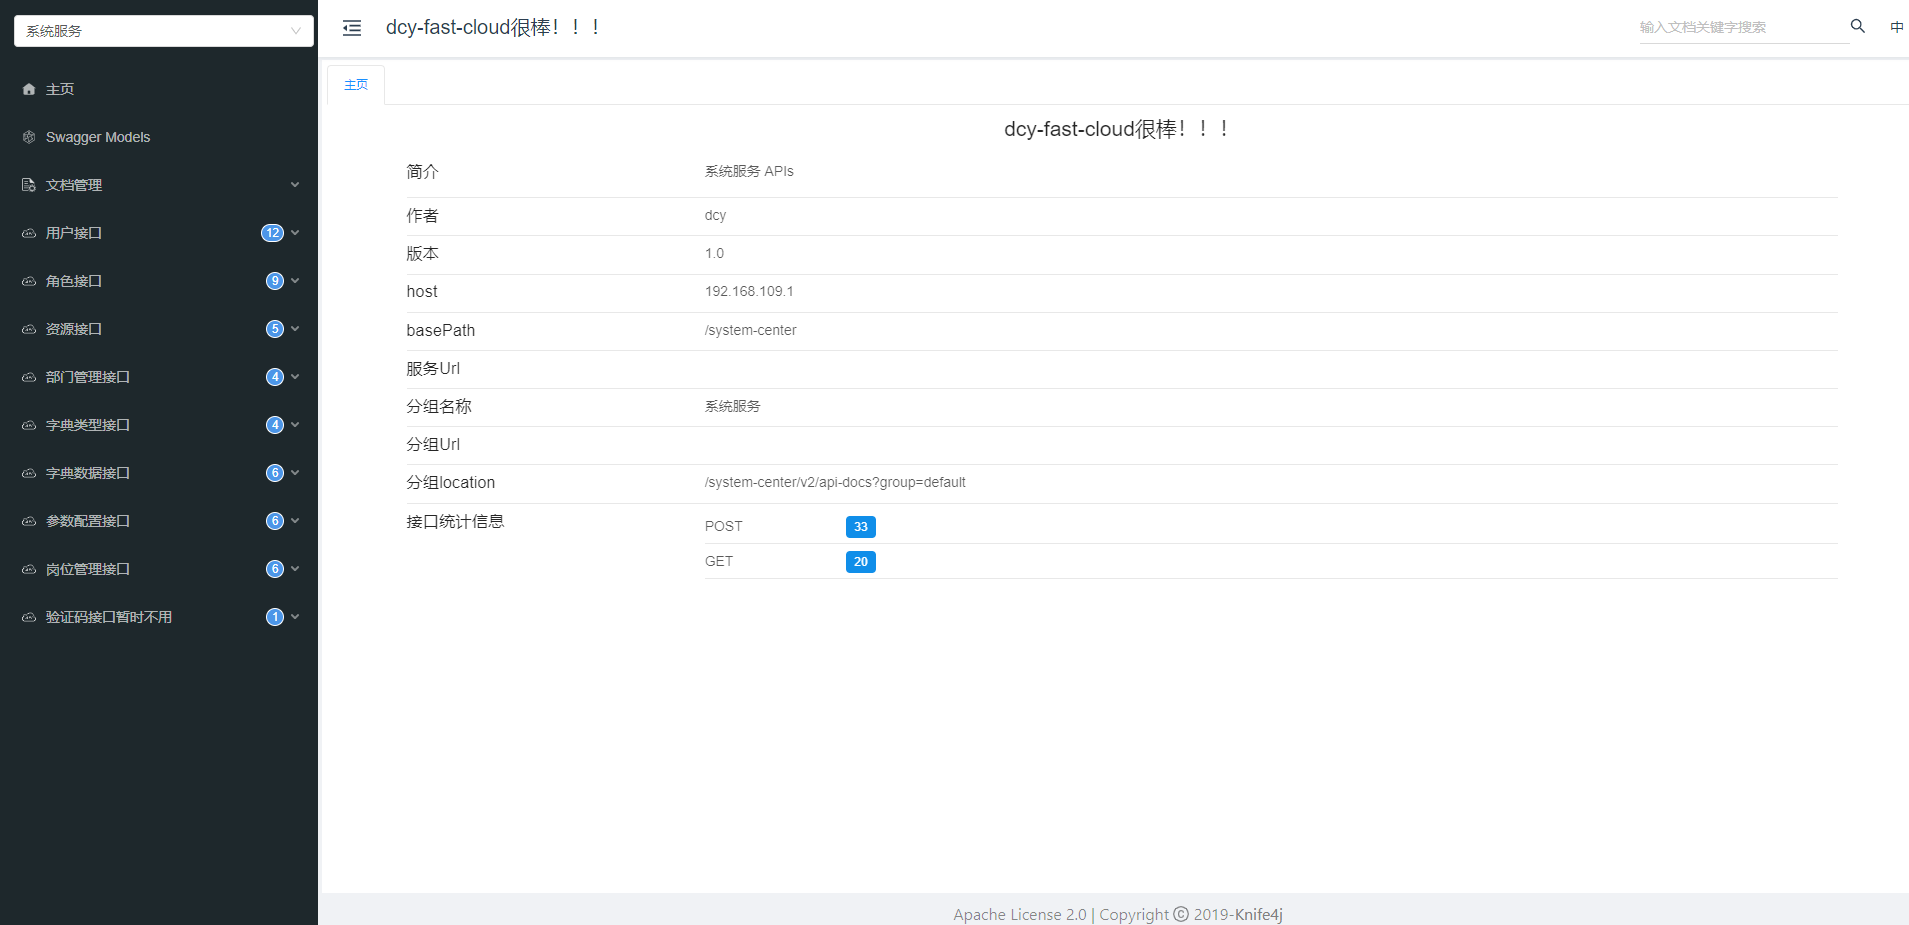 系统服务
主页
Swagger Models
文档管理
用户接口 12
角色接口 9
资源接口 5
部门管理接口 4
字典类型接口 4
字典数据接口 6
参数配置接口 6
岗位管理接口 6
验证码接口暂时不用 1
dcy-fast-cloud很棒！！！
输入文档关键字搜索
中
主页
dcy-fast-cloud很棒！！！
简介 系统服务 APIs
作者 dcy
版本 1.0
host 192.168.109.1
basePath /system-center
服务Url
分组名称 系统服务
分组Url
分组location /system-center/v2/api-docs?group=default
接口统计信息 POST 33
GET 20
Apache License 2.0 | Copyright © 2019-Knife4j